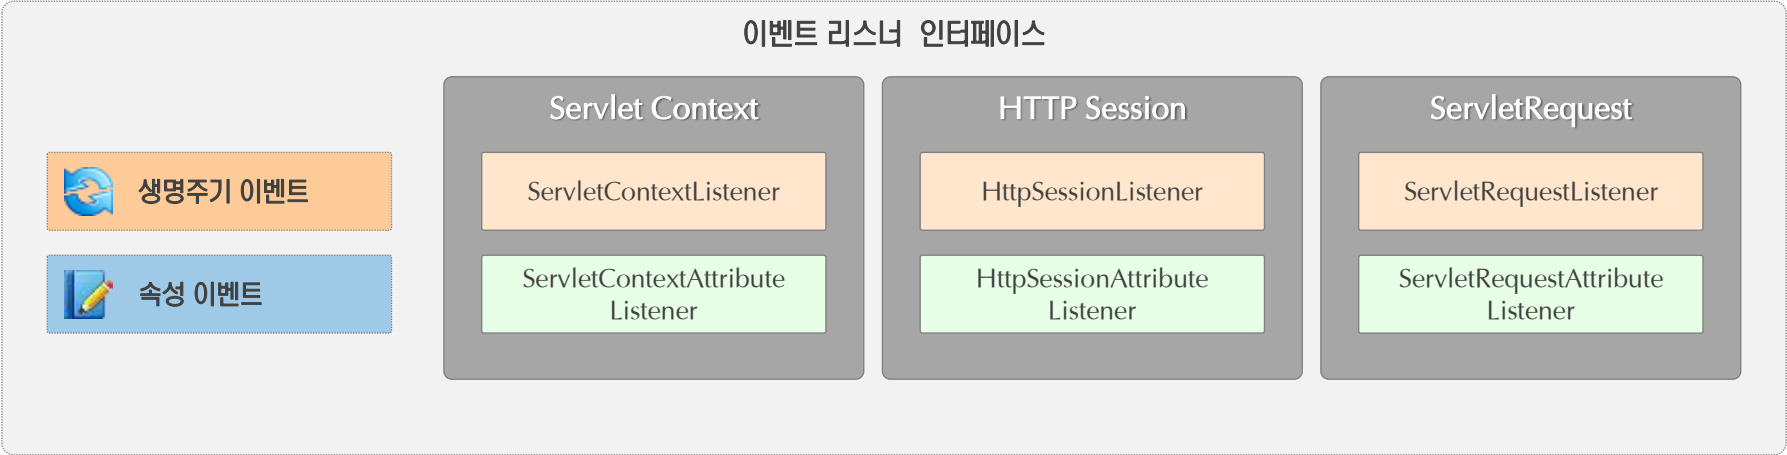 이벤트 리스너 인터페이스
Servlet Context
HTTP Session
ServletRequest
생명주기 이벤트
ServletContextListener
HttpSessionListener
ServletRequestListener
속성 이벤트
ServletContextAttribute
Listener
HttpSessionAttribute
Listener
ServletRequestAttribute
Listener